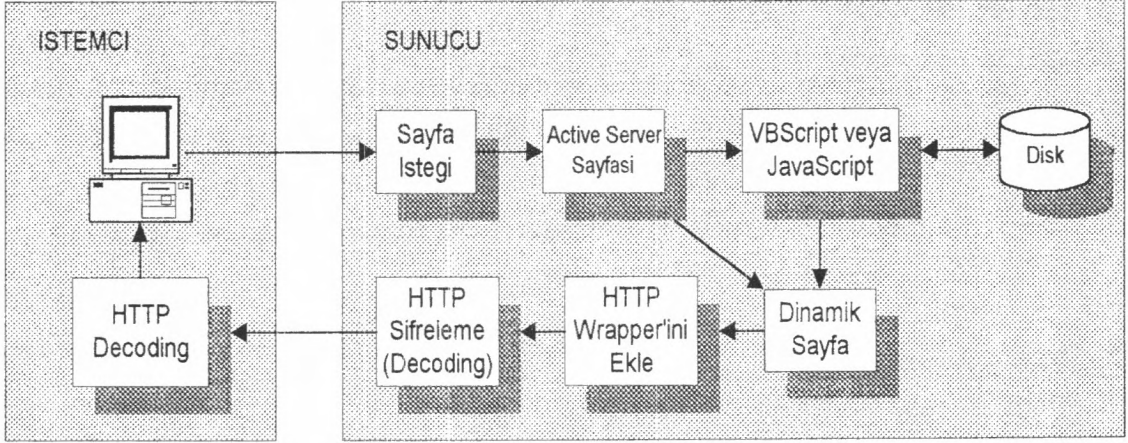 ISTEMCI
SUNUCU
Sayfa
Istegi
Active Server
Sayfasi
VBScript veya
JavaScript
Disk
HTTP
Decoding
HTTP
Sifreleme
(Decoding)
HTTP
Wrapper'ini
Ekle
Dinamik
Sayfa